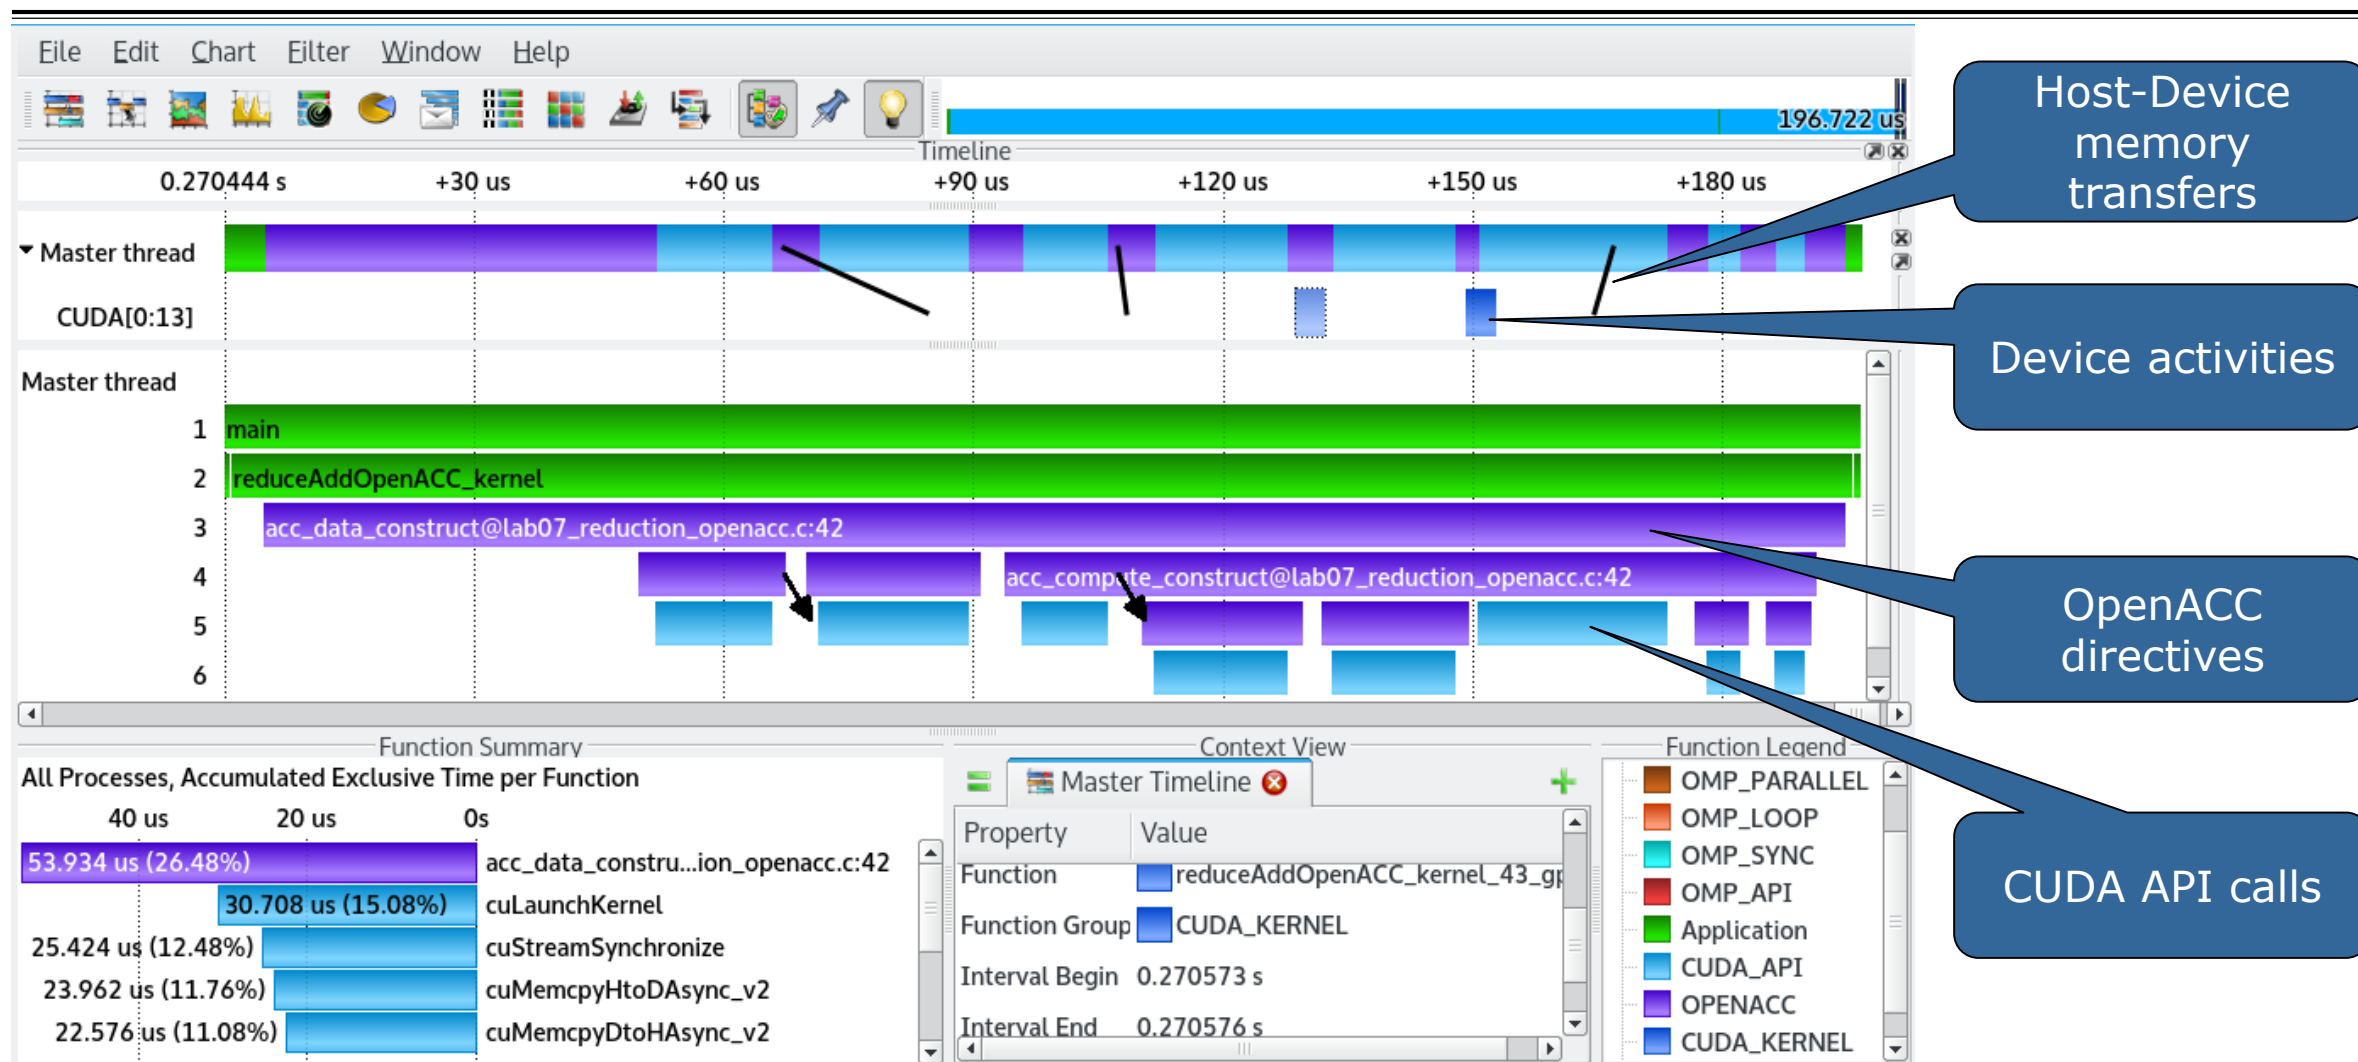 File Edit Chart Filter Window Help
196.722 us
Timeline
0.270444 s +30 us +60 us +90 us +120 us +150 us +180 us
Master thread
CUDA[0:13]
Master thread
1 main
2 reduceAddOpenACC_kernel
3 acc_data_construct@lab07_reduction_openacc.c:42
4 acc_compute_construct@lab07_reduction_openacc.c:42
5
6
Host-Device
memory
transfers
Device activities
OpenACC
directives
CUDA API calls
Function Summary
All Processes, Accumulated Exclusive Time per Function
40 us 20 us 0s
53.934 us (26.48%) acc_data_constru...ion_openacc.c:42
30.708 us (15.08%) cuLaunchKernel
25.424 us (12.48%) cuStreamSynchronize
23.962 us (11.76%) cuMemcpyHtoDAsync_v2
22.576 us (11.08%) cuMemcpyDtoHAsync_v2
Context View
Master Timeline
Property Value
Function reduceAddOpenACC_kernel_43_gp
Function Group CUDA_KERNEL
Interval Begin 0.270573 s
Interval End 0.270576 s
Function Legend
OMP_PARALLEL
OMP_LOOP
OMP_SYNC
OMP_API
Application
CUDA_API
OPENACC
CUDA_KERNEL